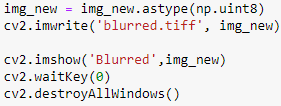 img_new = img_new.astype(np.uint8)
cv2.imwrite('blurred.tiff', img_new)
cv2.imshow('Blurred',img_new)
cv2.waitKey(0)
cv2.destroyAllWindows()